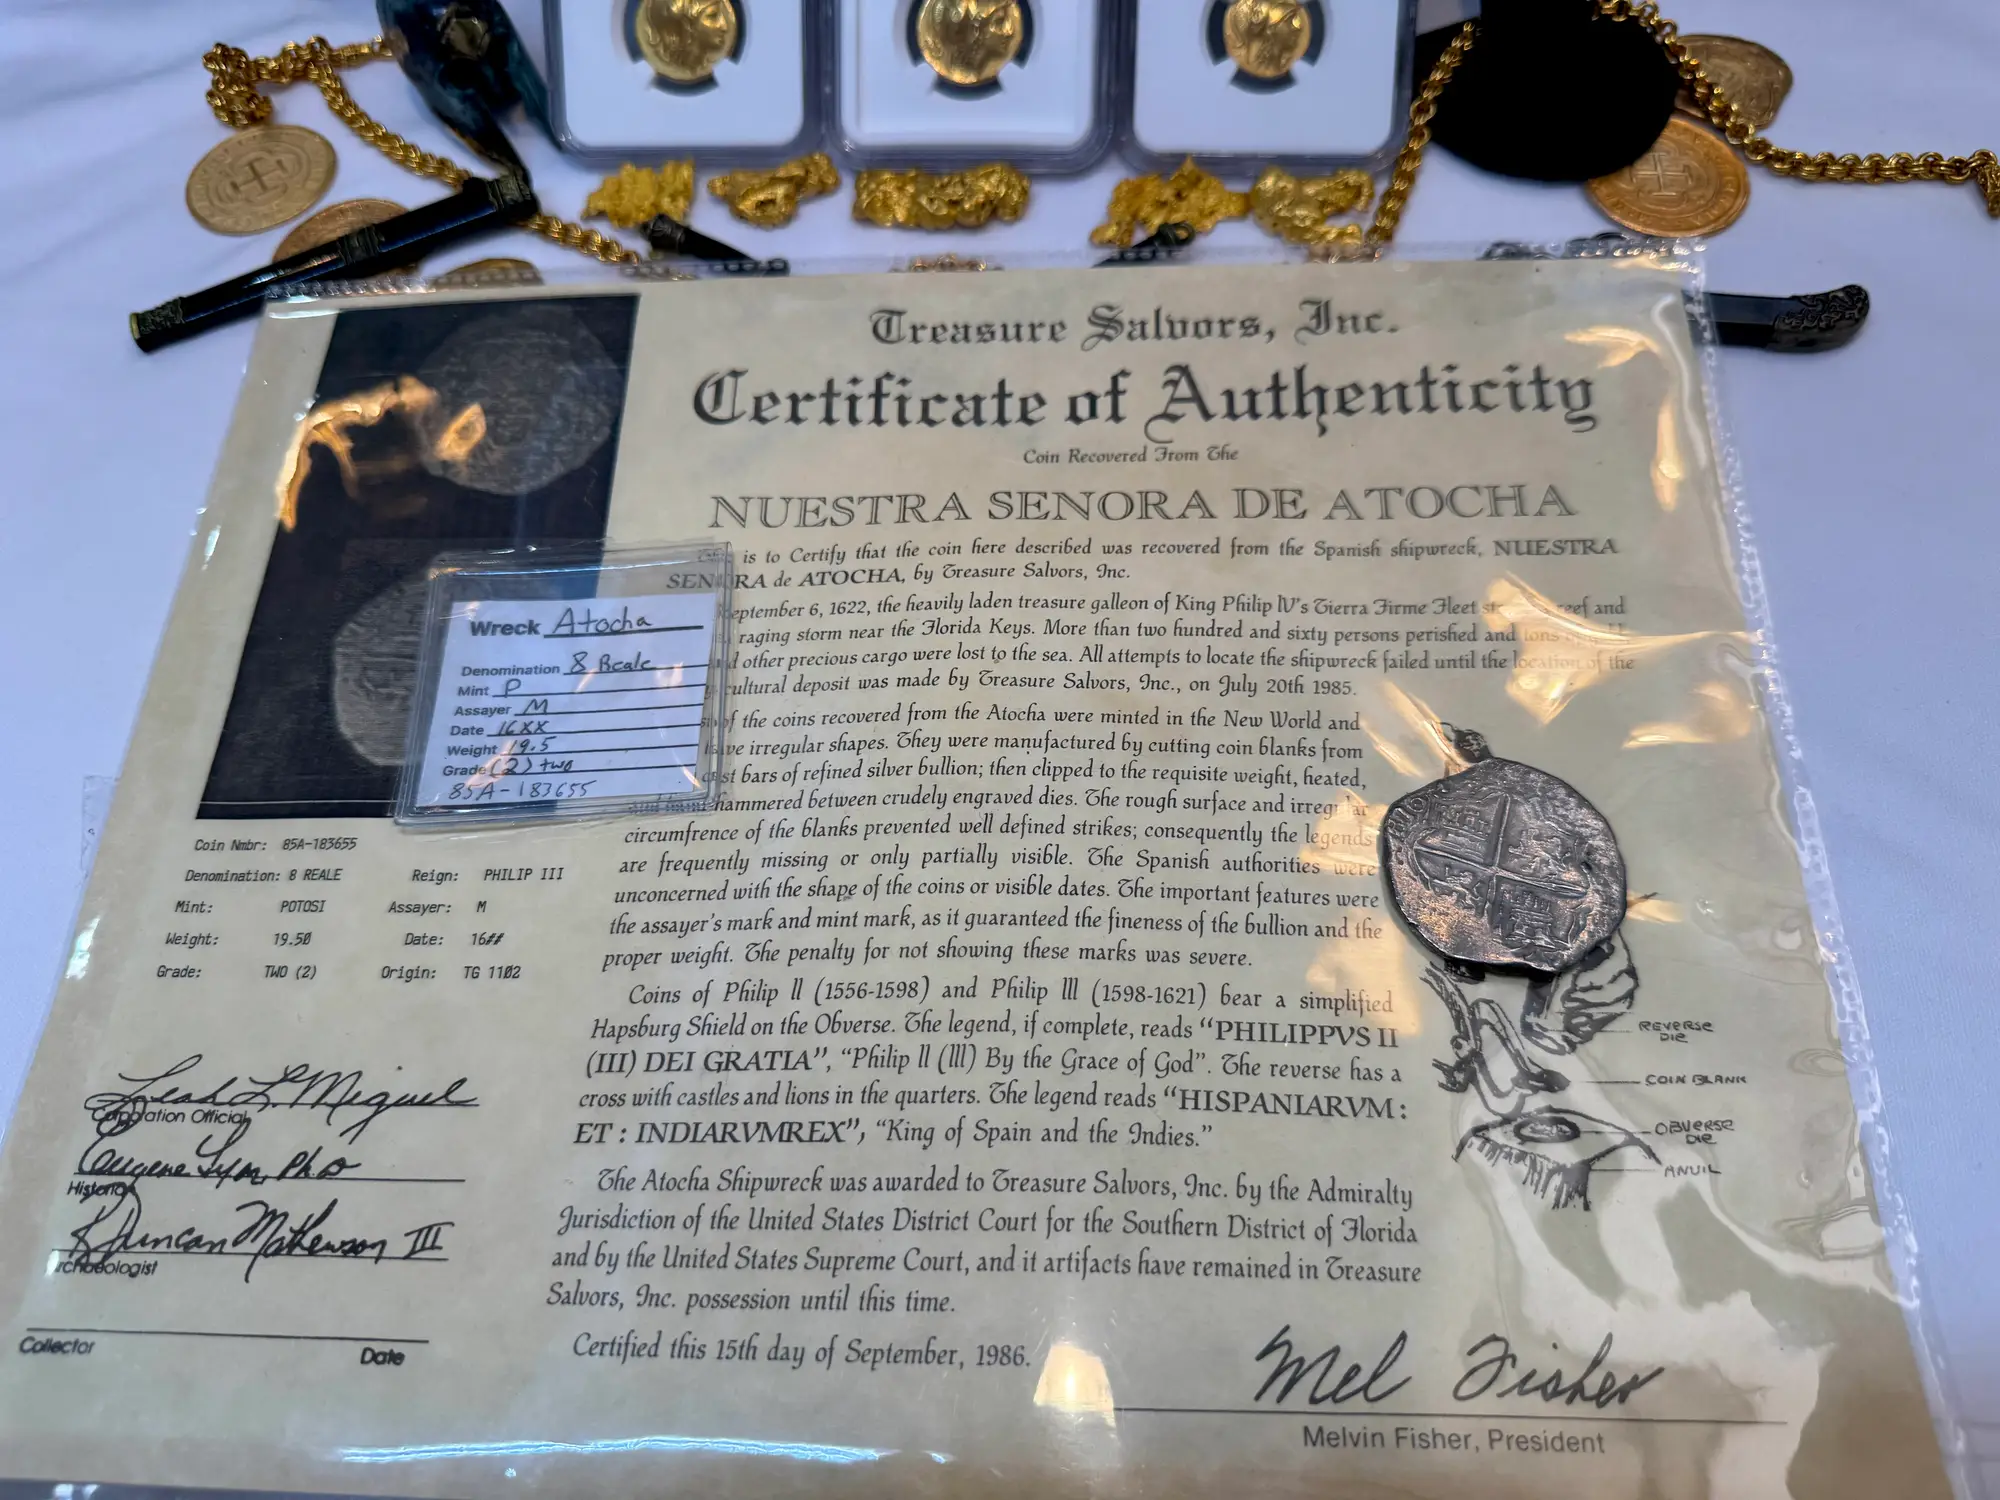 Treasure Salvors, Inc.
Certificate of Authenticity
Coin Recovered From The
NUESTRA SENORA DE ATOCHA
is to Certify that the coin here described was recovered from the Spanish shipwreck, NUESTRA
SENORA de ATOCHA, by Treasure Salvors, Inc.
September 6, 1622, the heavily laden treasure galleon of King Philip IV's Tierra Firme Fleet reef and
raging storm near the Florida Keys. More than two hundred and sixty persons perished and tons
other precious cargo were lost to the sea. All attempts to locate the shipwreck failed until the location of the
cultural deposit was made by Treasure Salvors, Inc., on July 20th 1985.
of the coins recovered from the Atocha were minted in the New World and
irregular shapes. They were manufactured by cutting coin blanks from
cast bars of refined silver bullion; then clipped to the requisite weight, heated,
and hand hammered between crudely engraved dies. The rough surface and irregular
circumfrence of the blanks prevented well defined strikes; consequently the legends
are frequently missing or only partially visible. The Spanish authorities were
unconcerned with the shape of the coins or visible dates. The important features were
the assayer's mark and mint mark, as it guaranteed the fineness of the bullion and the
proper weight. The penalty for not showing these marks was severe.
Coins of Philip II (1556-1598) and Philip III (1598-1621) bear a simplified
Hapsburg Shield on the Obverse. The legend, if complete, reads "PHILIPPVS II
(III) DEI GRATIA", "Philip II (III) By the Grace of God". The reverse has a
cross with castles and lions in the quarters. The legend reads "HISPANIARVM :
ET : INDIARVMREX", "King of Spain and the Indies."
The Atocha Shipwreck was awarded to Treasure Salvors, Inc. by the Admiralty
Jurisdiction of the United States District Court for the Southern District of Florida
and by the United States Supreme Court, and it artifacts have remained in Treasure
Salvors, Inc. possession until this time.
Certified this 15th day of September, 1986.
Mel Fisher
Melvin Fisher, President
Wreck Atocha
Denomination 8 Reale
Mint P
Assayer M
Date 16XX
Weight 19.5
Grade (2) two
85A-183655
Coin Nmbr: 85A-183655
Denomination: 8 REALE Reign: PHILIP III
Mint: POTOSI Assayer: M
Weight: 19.50 Date: 16##
Grade: TWO (2) Origin: TG 1102
Leah L. Miguel
Corporation Official
Eugene Lyon, PhD
Historian
R Duncan Mathewson III
Archaeologist
Collector Date
REVERSE
DIE
COIN BLANK
OBVERSE
DIE
ANVIL